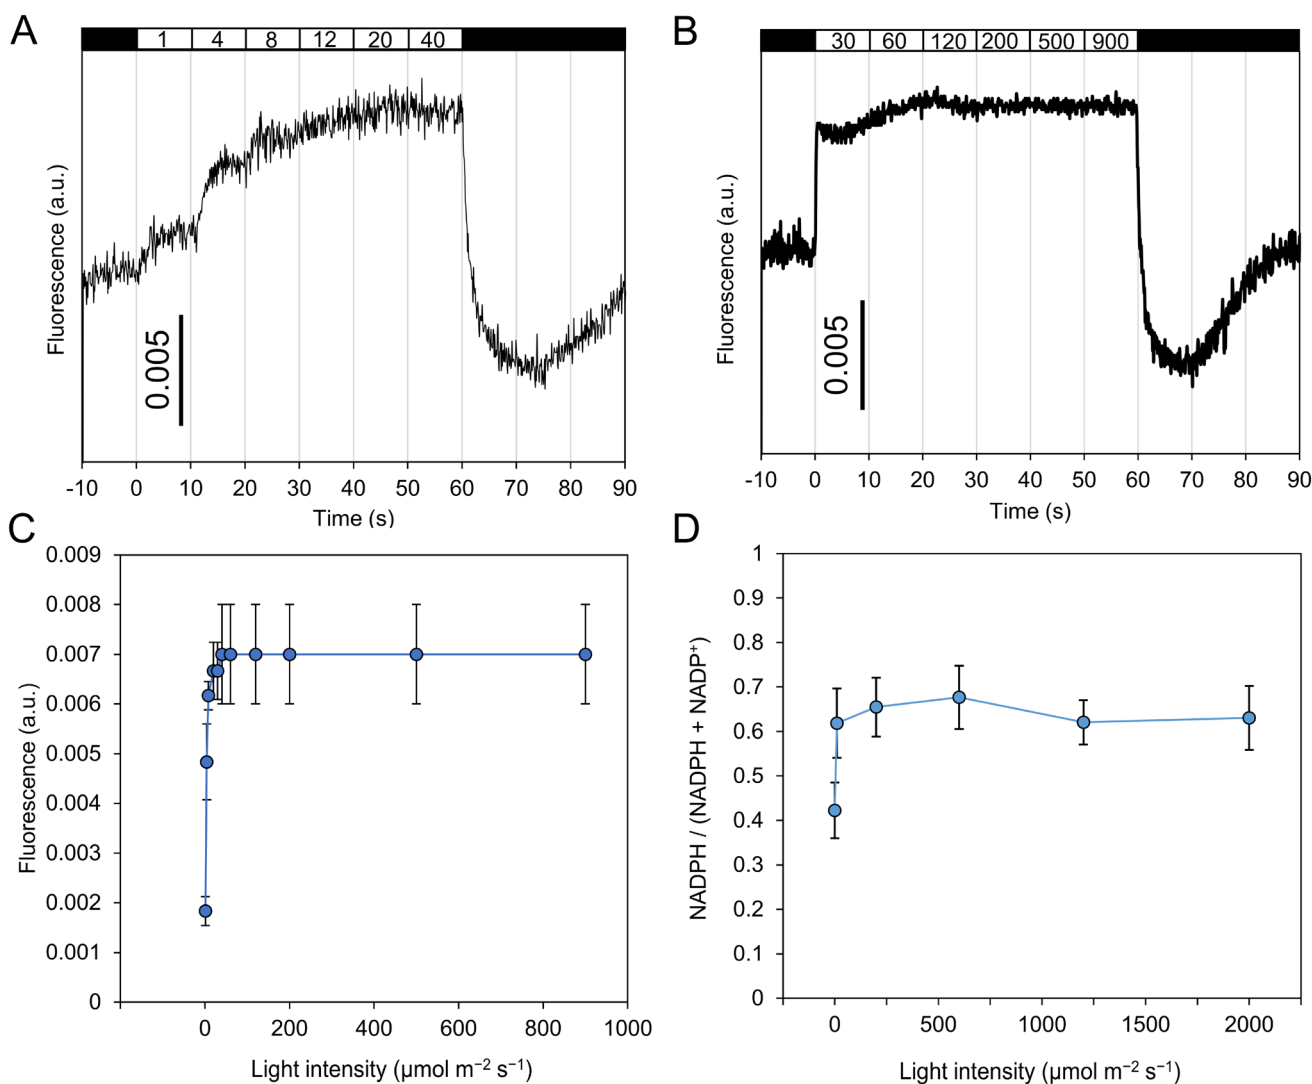 A
1 4 8 12 20 40
Fluorescence (a.u.)
0.005
-10 0 10 20 30 40 50 60 70 80 90
Time (s)
B
30 60 120 200 500 900
Fluorescence (a.u.)
0.005
-10 0 10 20 30 40 50 60 70 80 90
Time (s)
C
0.009
0.008
0.007
0.006
0.005
0.004
0.003
0.002
0.001
0
Fluorescence (a.u.)
0 200 400 600 800 1000
Light intensity (µmol m⁻² s⁻¹)
D
1
0.9
0.8
0.7
0.6
0.5
0.4
0.3
0.2
0.1
0
NADPH / (NADPH + NADP⁺)
0 500 1000 1500 2000
Light intensity (µmol m⁻² s⁻¹)